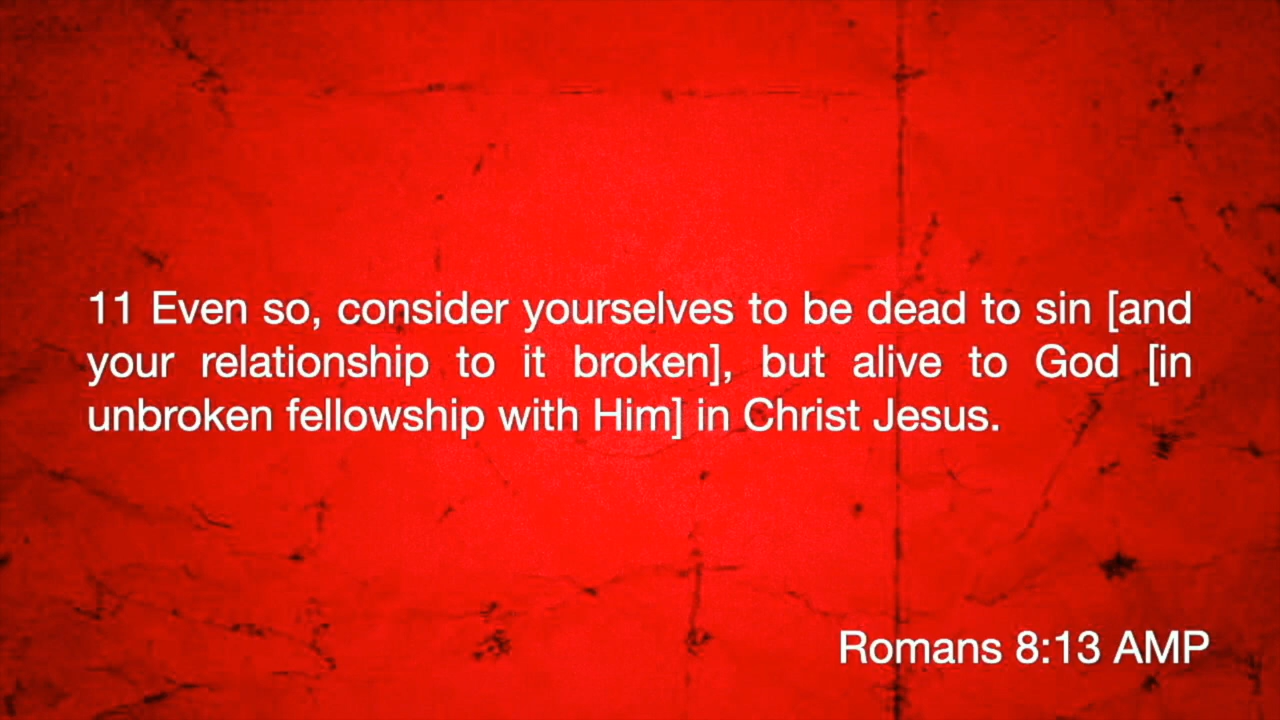 11 Even so, consider yourselves to be dead to sin [and
your relationship to it broken], but alive to God [in
unbroken fellowship with Him] in Christ Jesus.
Romans 8:13 AMP